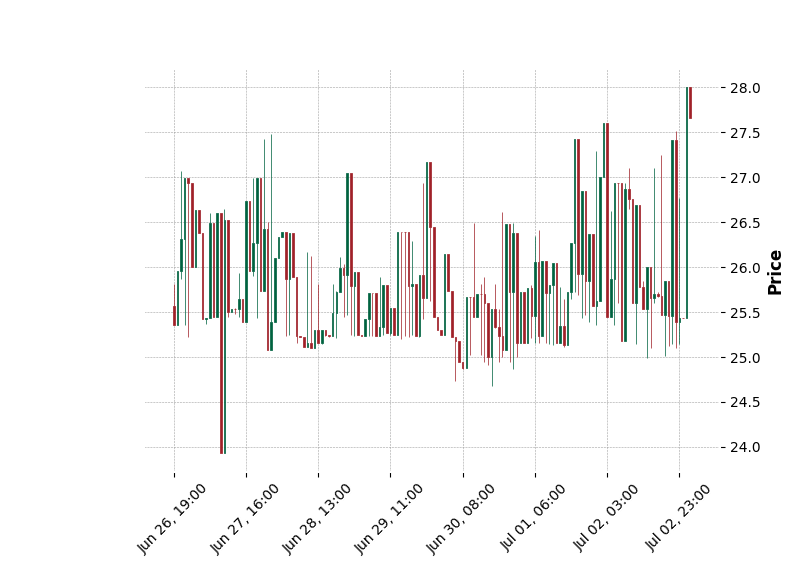 28.0
27.5
27.0
26.5
26.0
25.5
25.0
24.5
24.0
Price
Jun 26, 19:00
Jun 27, 16:00
Jun 28, 13:00
Jun 29, 11:00
Jun 30, 08:00
Jul 01, 06:00
Jul 02, 03:00
Jul 02, 23:00